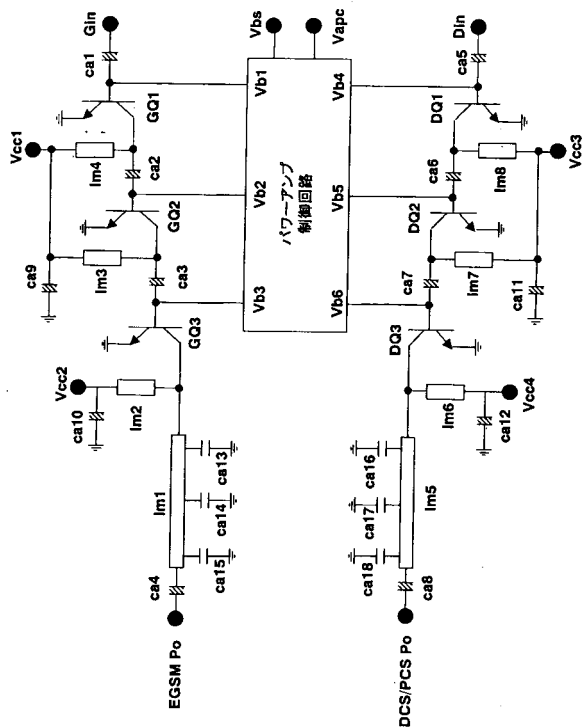 Gin
ca1
Vcc1
lm4
GQ1
ca2
ca9
lm3
GQ2
ca3
Vcc2
ca10
lm2
GQ3
lm1
ca13
ca14
ca15
ca4
EGSM Po
Vbs
Vapc
Vb1
Vb2
Vb3
パワーアンプ
制御回路
Vb4
Vb5
Vb6
Din
ca5
DQ1
ca6
lm8
Vcc3
DQ2
ca7
lm7
ca11
DQ3
lm6
Vcc4
ca12
ca16
ca17
ca18
lm5
ca8
DCS/PCS Po